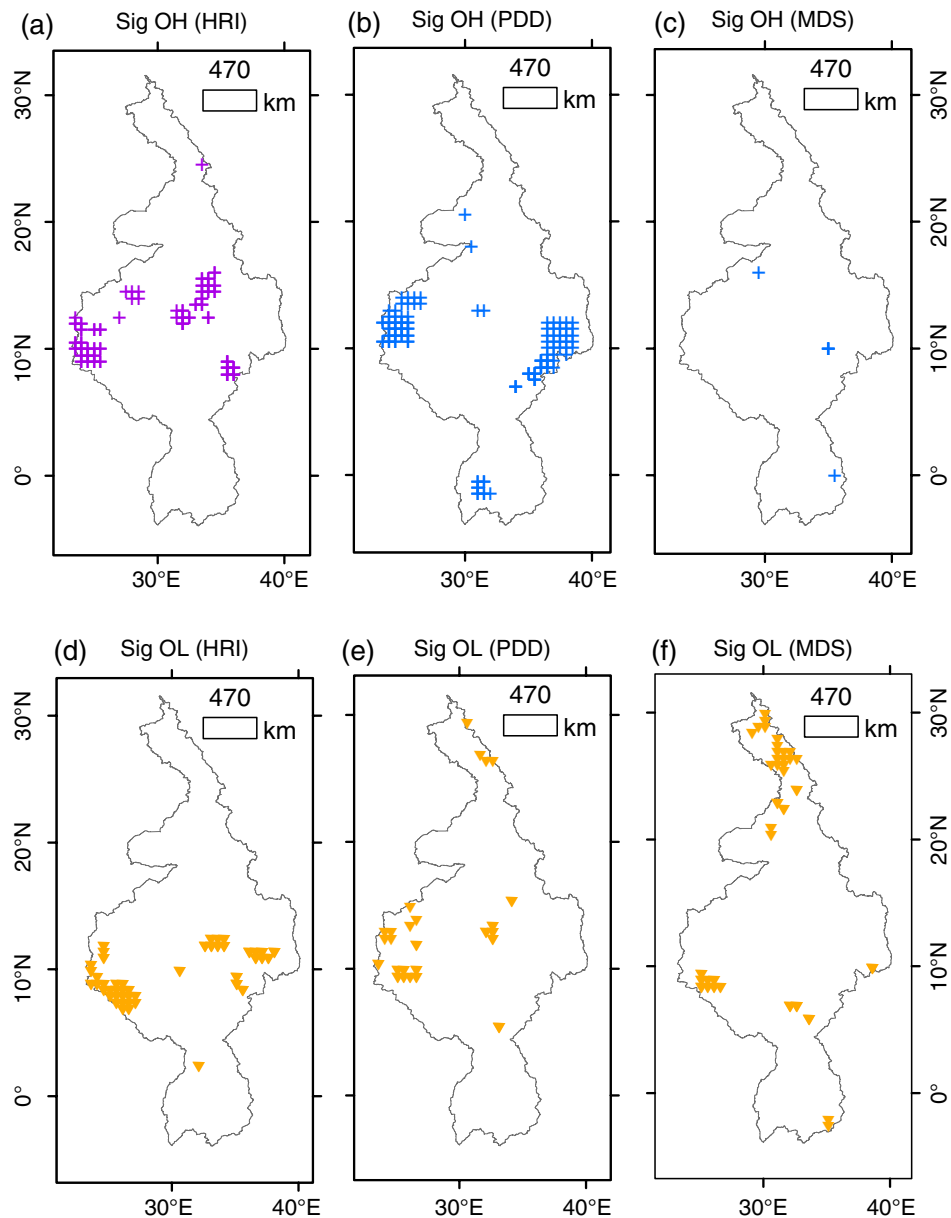 (a) Sig OH (HRI)
(b) Sig OH (PDD)
(c) Sig OH (MDS)
470
km
470
km
470
km
30°N
20°N
10°N
0°
30°N
20°N
10°N
0°
30°E 40°E
30°E 40°E
30°E 40°E
(d) Sig OL (HRI)
(e) Sig OL (PDD)
(f) Sig OL (MDS)
470
km
470
km
470
km
30°N
20°N
10°N
0°
30°N
20°N
10°N
0°
30°E 40°E
30°E 40°E
30°E 40°E